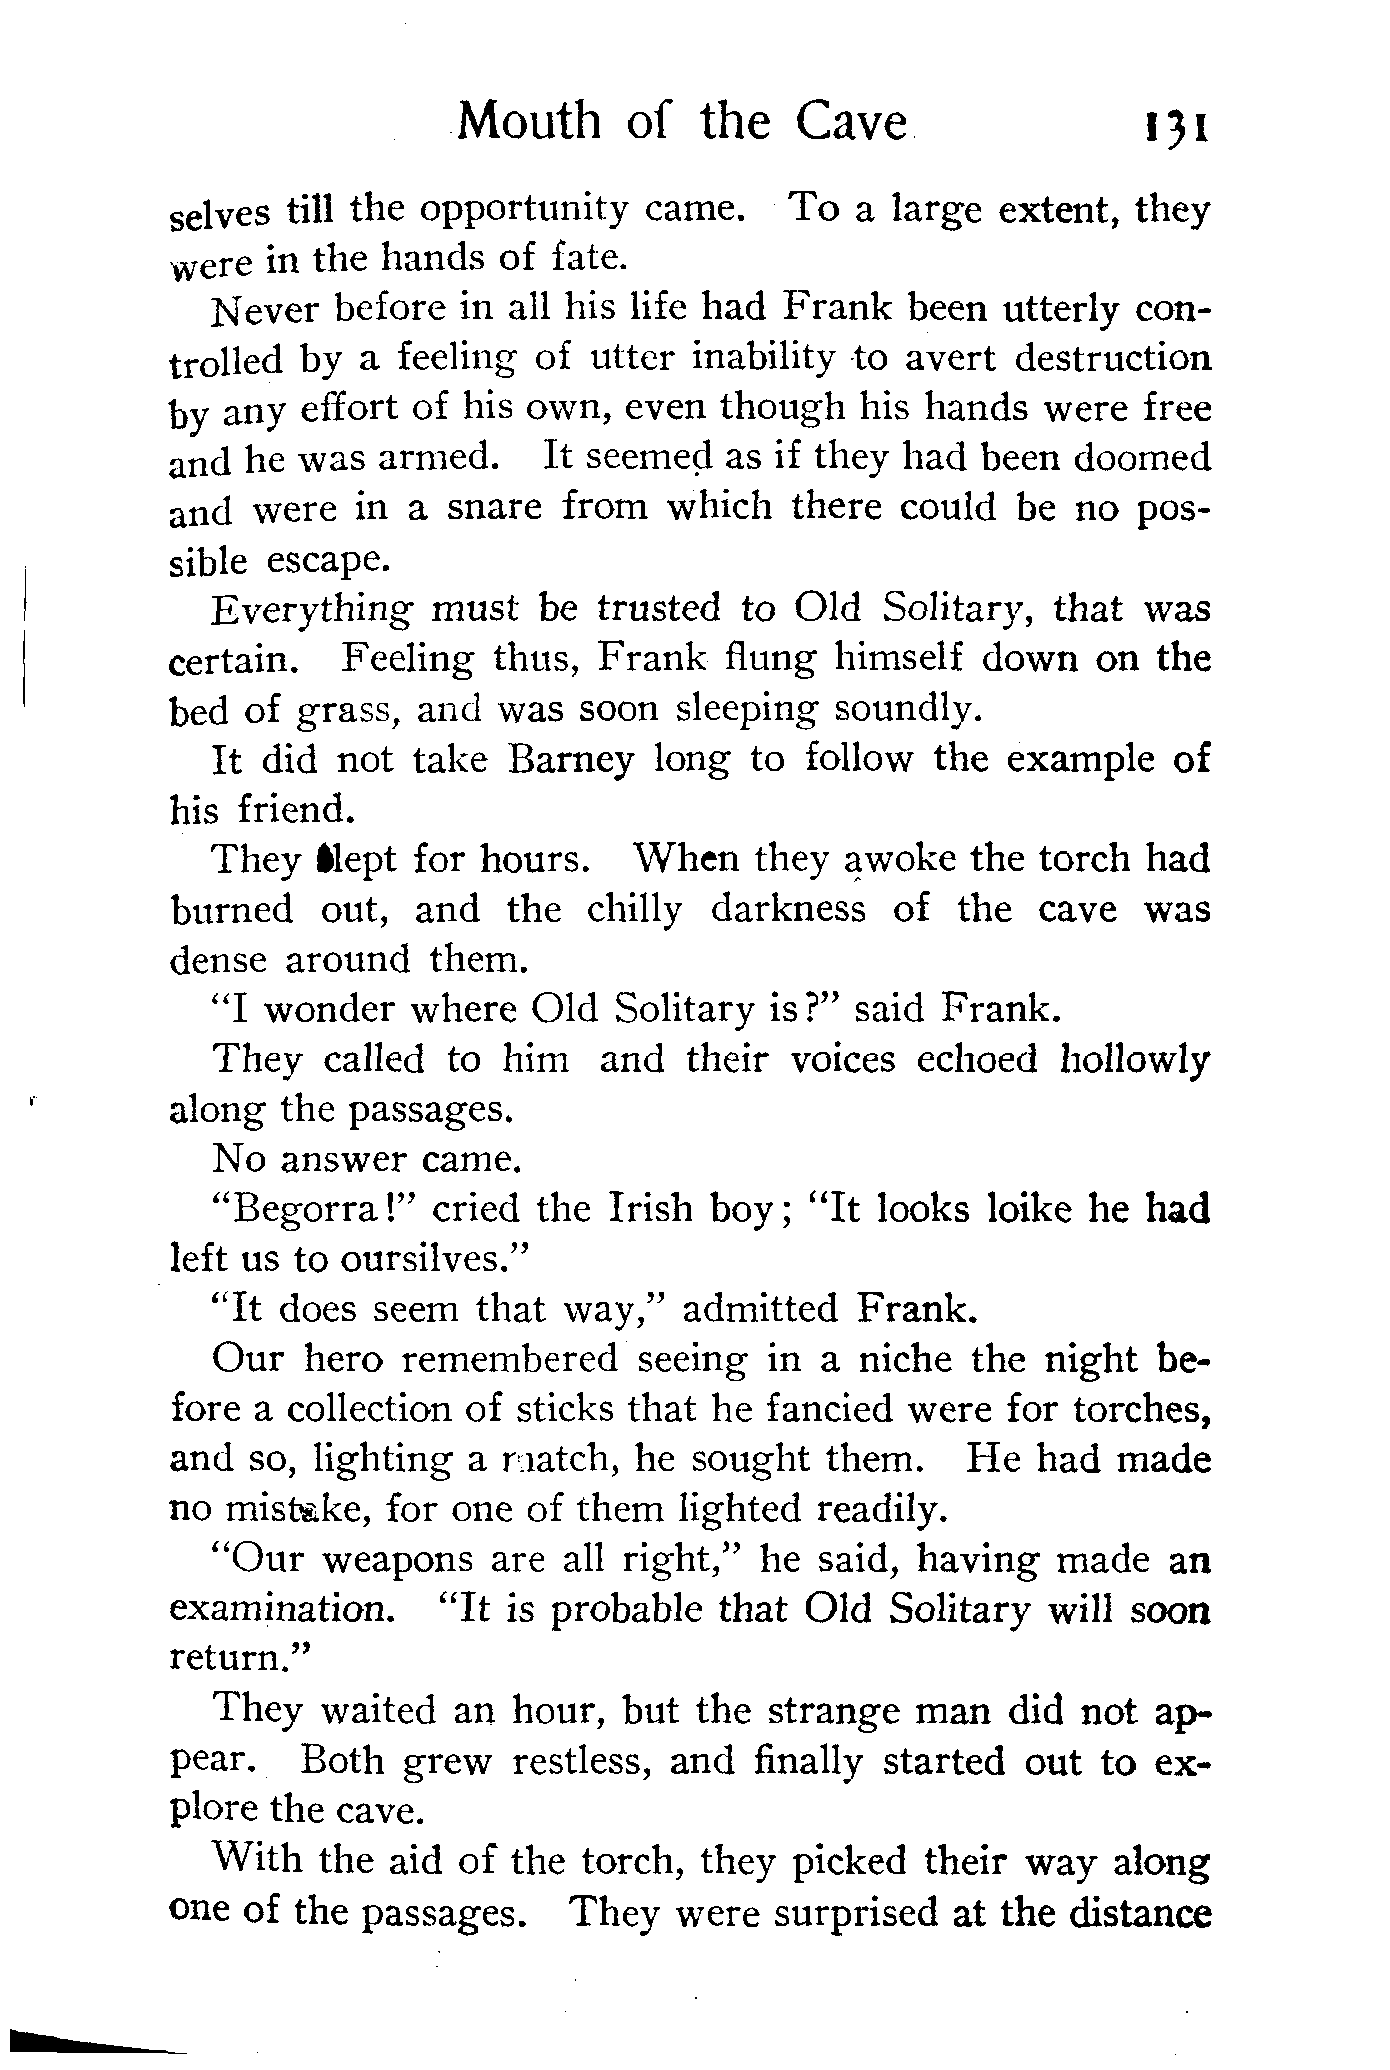 Mouth of the Cave 131
selves till the opportunity came. To a large extent, they
were in the hands of fate.
Never before in all his life had Frank been utterly con-
trolled by a feeling of utter inability to avert destruction
by any effort of his own, even though his hands were free
and he was armed. It seemed as if they had been doomed
and were in a snare from which there could be no pos-
sible escape.
Everything must be trusted to Old Solitary, that was
certain. Feeling thus, Frank flung himself down on the
bed of grass, and was soon sleeping soundly.
It did not take Barney long to follow the example of
his friend.
They slept for hours. When they awoke the torch had
burned out, and the chilly darkness of the cave was
dense around them.
"I wonder where Old Solitary is?" said Frank.
They called to him and their voices echoed hollowly
along the passages.
No answer came.
"Begorra!" cried the Irish boy; "It looks loike he had
left us to oursilves."
"It does seem that way," admitted Frank.
Our hero remembered seeing in a niche the night be-
fore a collection of sticks that he fancied were for torches,
and so, lighting a match, he sought them. He had made
no mistake, for one of them lighted readily.
"Our weapons are all right," he said, having made an
examination. "It is probable that Old Solitary will soon
return."
They waited an hour, but the strange man did not ap-
pear. Both grew restless, and finally started out to ex-
plore the cave.
With the aid of the torch, they picked their way along
one of the passages. They were surprised at the distance